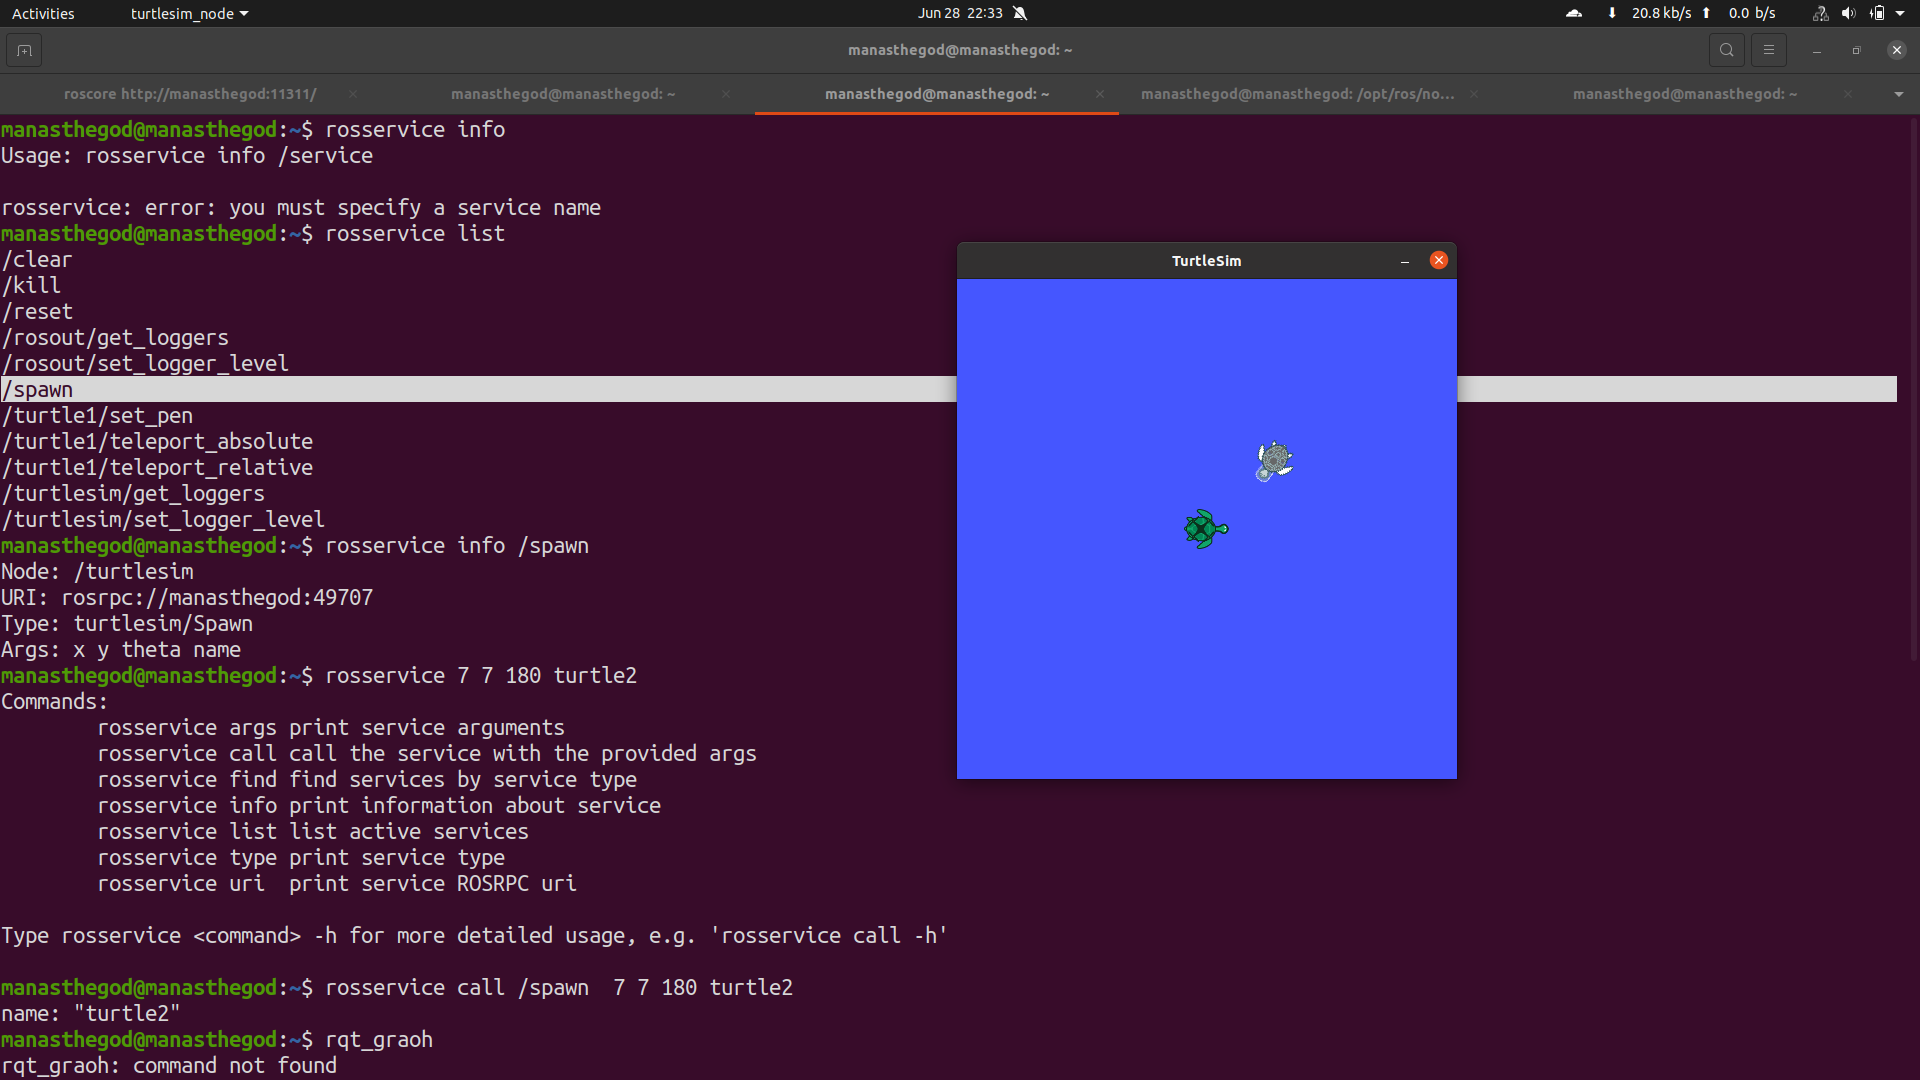 Activities
turtlesim_node
Jun 28 22:33
20.8 kb/s
0.0 b/s
manasthegod@manasthegod: ~
roscore http://manasthegod:11311/
manasthegod@manasthegod: ~
manasthegod@manasthegod: ~
manasthegod@manasthegod: /opt/ros/no...
manasthegod@manasthegod: ~
manasthegod@manasthegod:~$ rosservice info
Usage: rosservice info /service
rosservice: error: you must specify a service name
manasthegod@manasthegod:~$ rosservice list
/clear
/kill
/reset
/rosout/get_loggers
/rosout/set_logger_level
/spawn
/turtle1/set_pen
/turtle1/teleport_absolute
/turtle1/teleport_relative
/turtlesim/get_loggers
/turtlesim/set_logger_level
manasthegod@manasthegod:~$ rosservice info /spawn
Node: /turtlesim
URI: rosrpc://manasthegod:49707
Type: turtlesim/Spawn
Args: x y theta name
manasthegod@manasthegod:~$ rosservice 7 7 180 turtle2
Commands:
rosservice args print service arguments
rosservice call call the service with the provided args
rosservice find find services by service type
rosservice info print information about service
rosservice list list active services
rosservice type print service type
rosservice uri  print service ROSRPC uri
Type rosservice <command> -h for more detailed usage, e.g. 'rosservice call -h'
manasthegod@manasthegod:~$ rosservice call /spawn  7 7 180 turtle2
name: "turtle2"
manasthegod@manasthegod:~$ rqt_graoh
rqt_graoh: command not found
TurtleSim